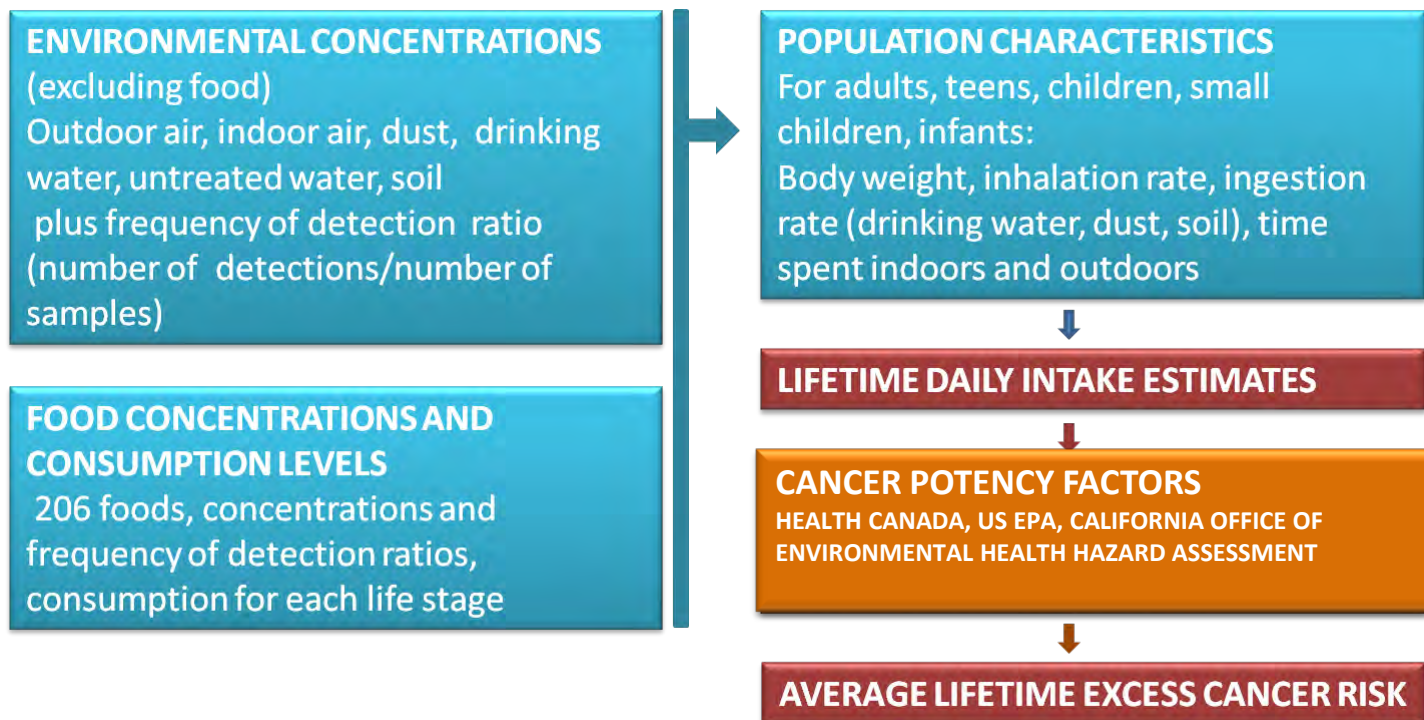 ENVIRONMENTAL CONCENTRATIONS
(excluding food)
Outdoor air, indoor air, dust, drinking
water, untreated water, soil
plus frequency of detection ratio
(number of detections/number of
samples)
FOOD CONCENTRATIONS AND
CONSUMPTION LEVELS
206 foods, concentrations and
frequency of detection ratios,
consumption for each life stage
POPULATION CHARACTERISTICS
For adults, teens, children, small
children, infants:
Body weight, inhalation rate, ingestion
rate (drinking water, dust, soil), time
spent indoors and outdoors
LIFETIME DAILY INTAKE ESTIMATES
CANCER POTENCY FACTORS
HEALTH CANADA, US EPA, CALIFORNIA OFFICE OF
ENVIRONMENTAL HEALTH HAZARD ASSESSMENT
AVERAGE LIFETIME EXCESS CANCER RISK